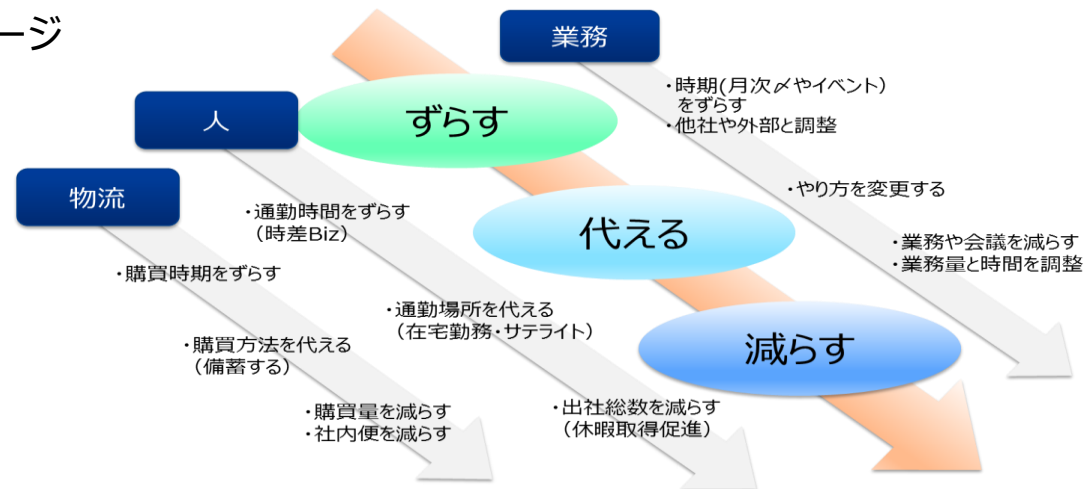 ージ
業務
・時期(月次〆やイベント)
をずらす
・他社や外部と調整
・やり方を変更する
・業務や会議を減らす
・業務量と時間を調整
ずらす
代える
減らす
人
・通勤時間をずらす
（時差Biz）
・通勤場所を代える
（在宅勤務・サテライト）
・出社総数を減らす
（休暇取得促進）
物流
・購買時期をずらす
・購買方法を代える
（備蓄する）
・購買量を減らす
・社内便を減らす